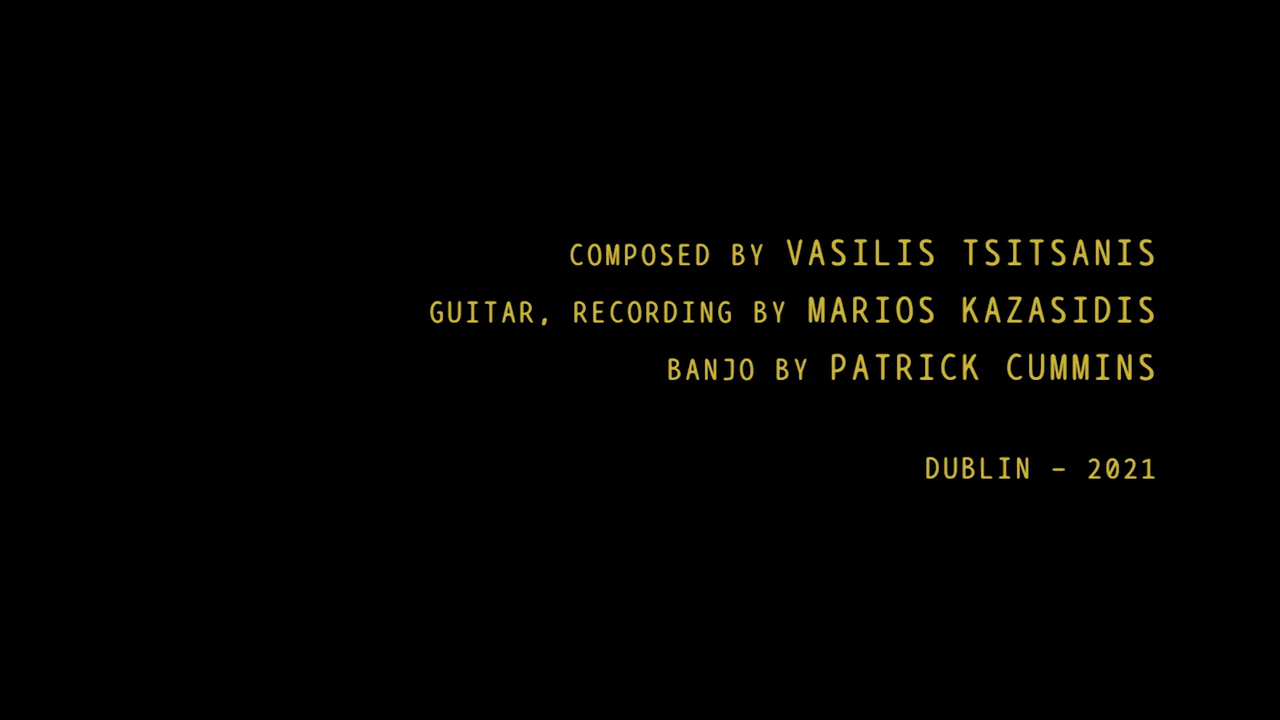 COMPOSED BY VASILIS TSITSANIS
GUITAR, RECORDING BY MARIOS KAZASIDIS
BANJO BY PATRICK CUMMINS
DUBLIN – 2021